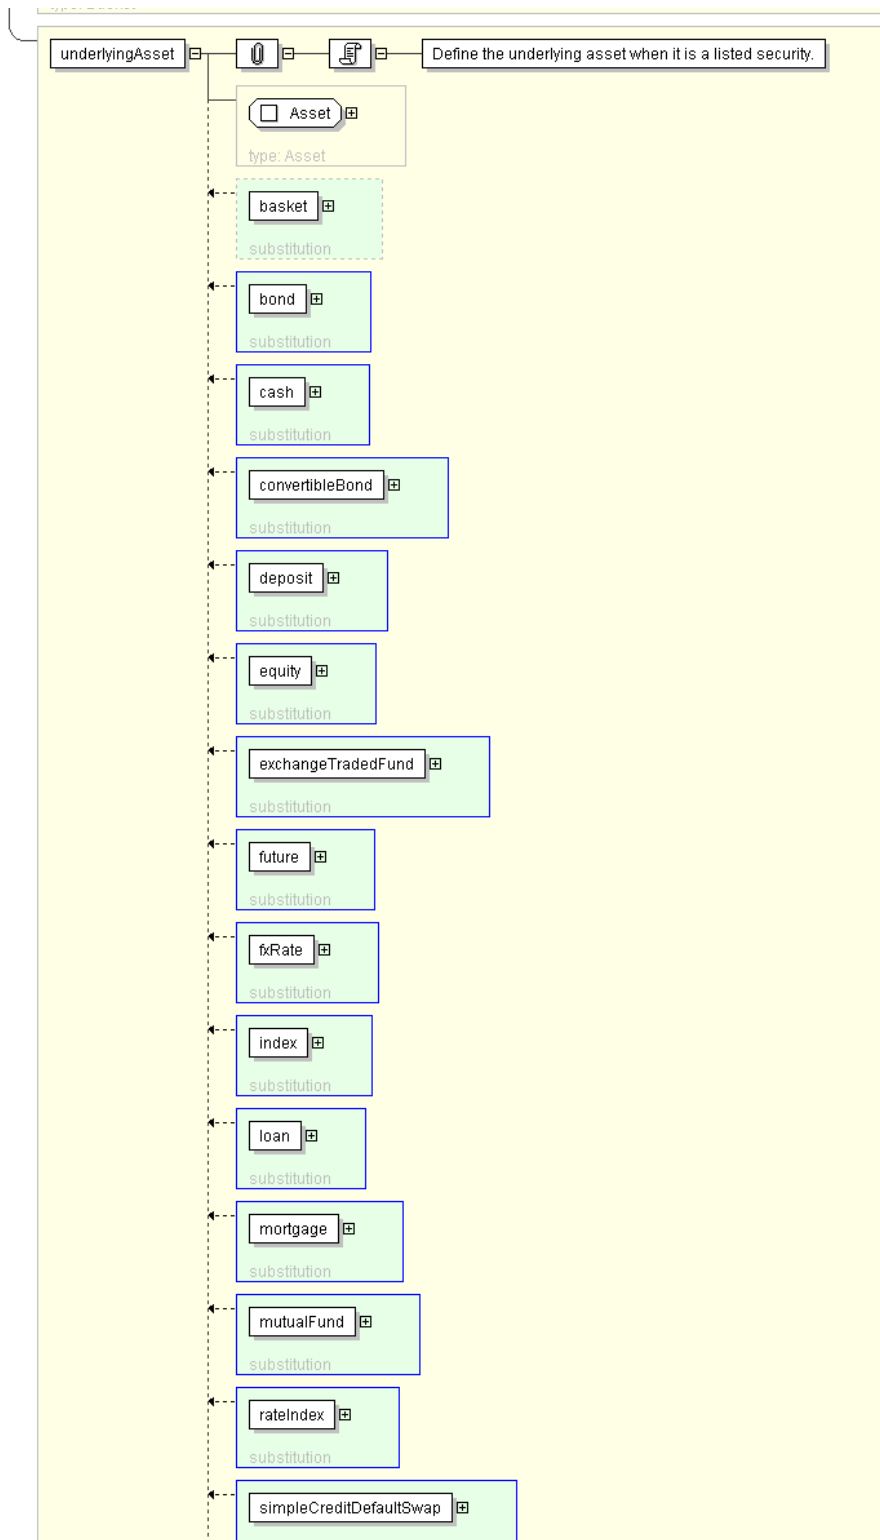 underlyingAsset
Define the underlying asset when it is a listed security.
Asset
type: Asset
basket
substitution
bond
substitution
cash
substitution
convertibleBond
substitution
deposit
substitution
equity
substitution
exchangeTradedFund
substitution
future
substitution
fxRate
substitution
index
substitution
loan
substitution
mortgage
substitution
mutualFund
substitution
rateIndex
substitution
simpleCreditDefaultSwap